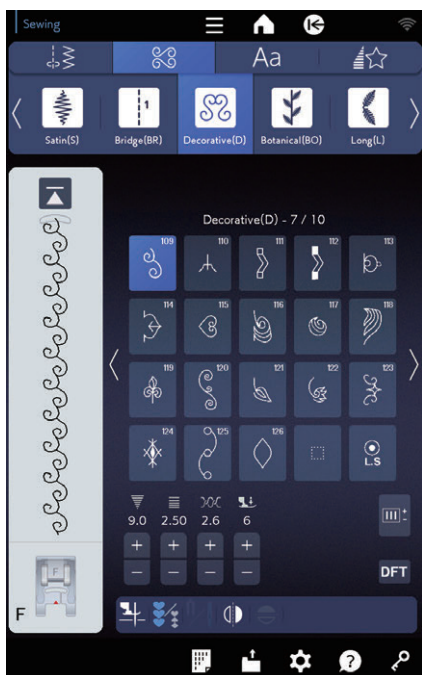 Sewing
Aa
1
Satin(S) Bridge(BR) Decorative(D) Botanical(BO) Long(L)
Decorative(D) - 7 / 10
109 110 111 112 113
114 115 116 117 118
119 120 121 122 123
124 125 126
L.S
9.0 2.50 2.6 6
+ + + +
− − − −
DFT
F
F
?